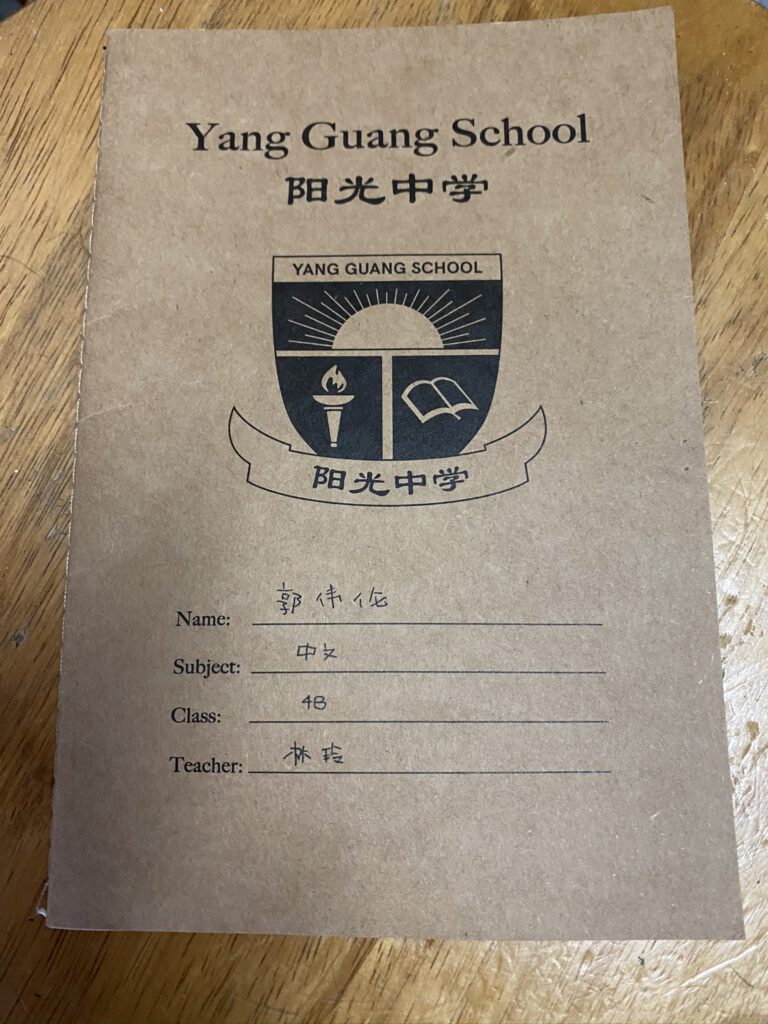 Yang Guang School
阳光中学
YANG GUANG SCHOOL
阳光中学
Name: 郭伟伦
Subject: 中文
Class: 4B
Teacher: 林玲